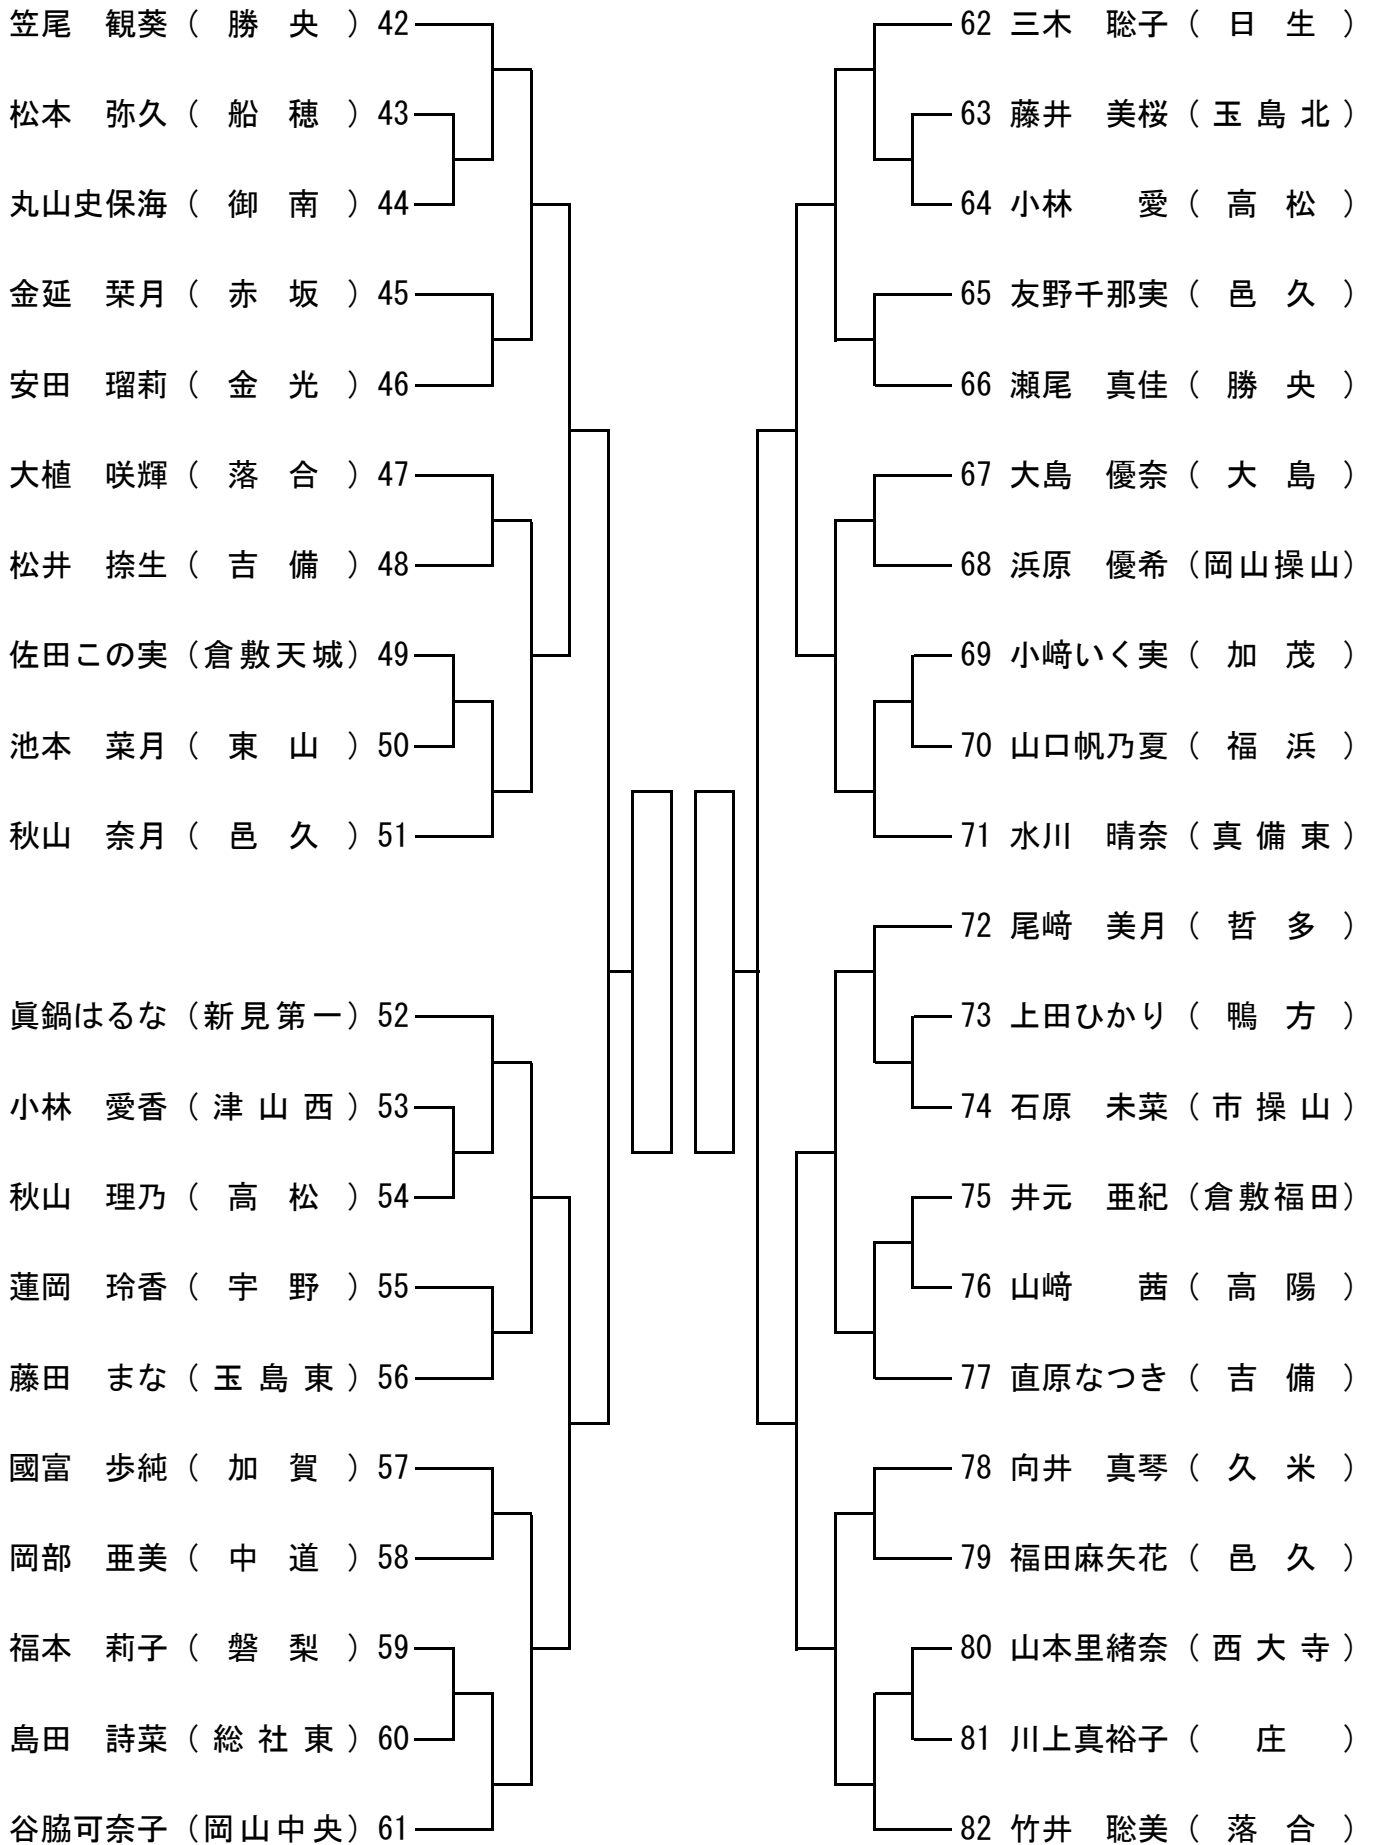 笠尾　観葵（　勝　央　）42
松本　弥久（　船　穂　）43
丸山史保海（　御　南　）44
金延　栞月（　赤　坂　）45
安田　瑠莉（　金　光　）46
大植　咲輝（　落　合　）47
松井　捺生（　吉　備　）48
佐田この実（倉敷天城）49
池本　菜月（　東　山　）50
秋山　奈月（　邑　久　）51
眞鍋はるな（新見第一）52
小林　愛香（ 津 山 西 ）53
秋山　理乃（　高　松　）54
蓮岡　玲香（　宇　野　）55
藤田　まな（ 玉 島 東 ）56
國富　歩純（　加　賀　）57
岡部　亜美（　中　道　）58
福本　莉子（　磐　梨　）59
島田　詩菜（ 総 社 東 ）60
谷脇可奈子（岡山中央）61
62 三木　聡子（　日　生　）
63 藤井　美桜（ 玉 島 北 ）
64 小林　　愛（　高　松　）
65 友野千那実（　邑　久　）
66 瀬尾　真佳（　勝　央　）
67 大島　優奈（　大　島　）
68 浜原　優希（岡山操山）
69 小﨑いく実（　加　茂　）
70 山口帆乃夏（　福　浜　）
71 水川　晴奈（ 真 備 東 ）
72 尾﨑　美月（　哲　多　）
73 上田ひかり（　鴨　方　）
74 石原　未菜（ 市 操 山 ）
75 井元　亜紀（倉敷福田）
76 山﨑　　茜（　高　陽　）
77 直原なつき（　吉　備　）
78 向井　真琴（　久　米　）
79 福田麻矢花（　邑　久　）
80 山本里緒奈（ 西 大 寺 ）
81 川上真裕子（　　庄　　）
82 竹井　聡美（　落　合　）